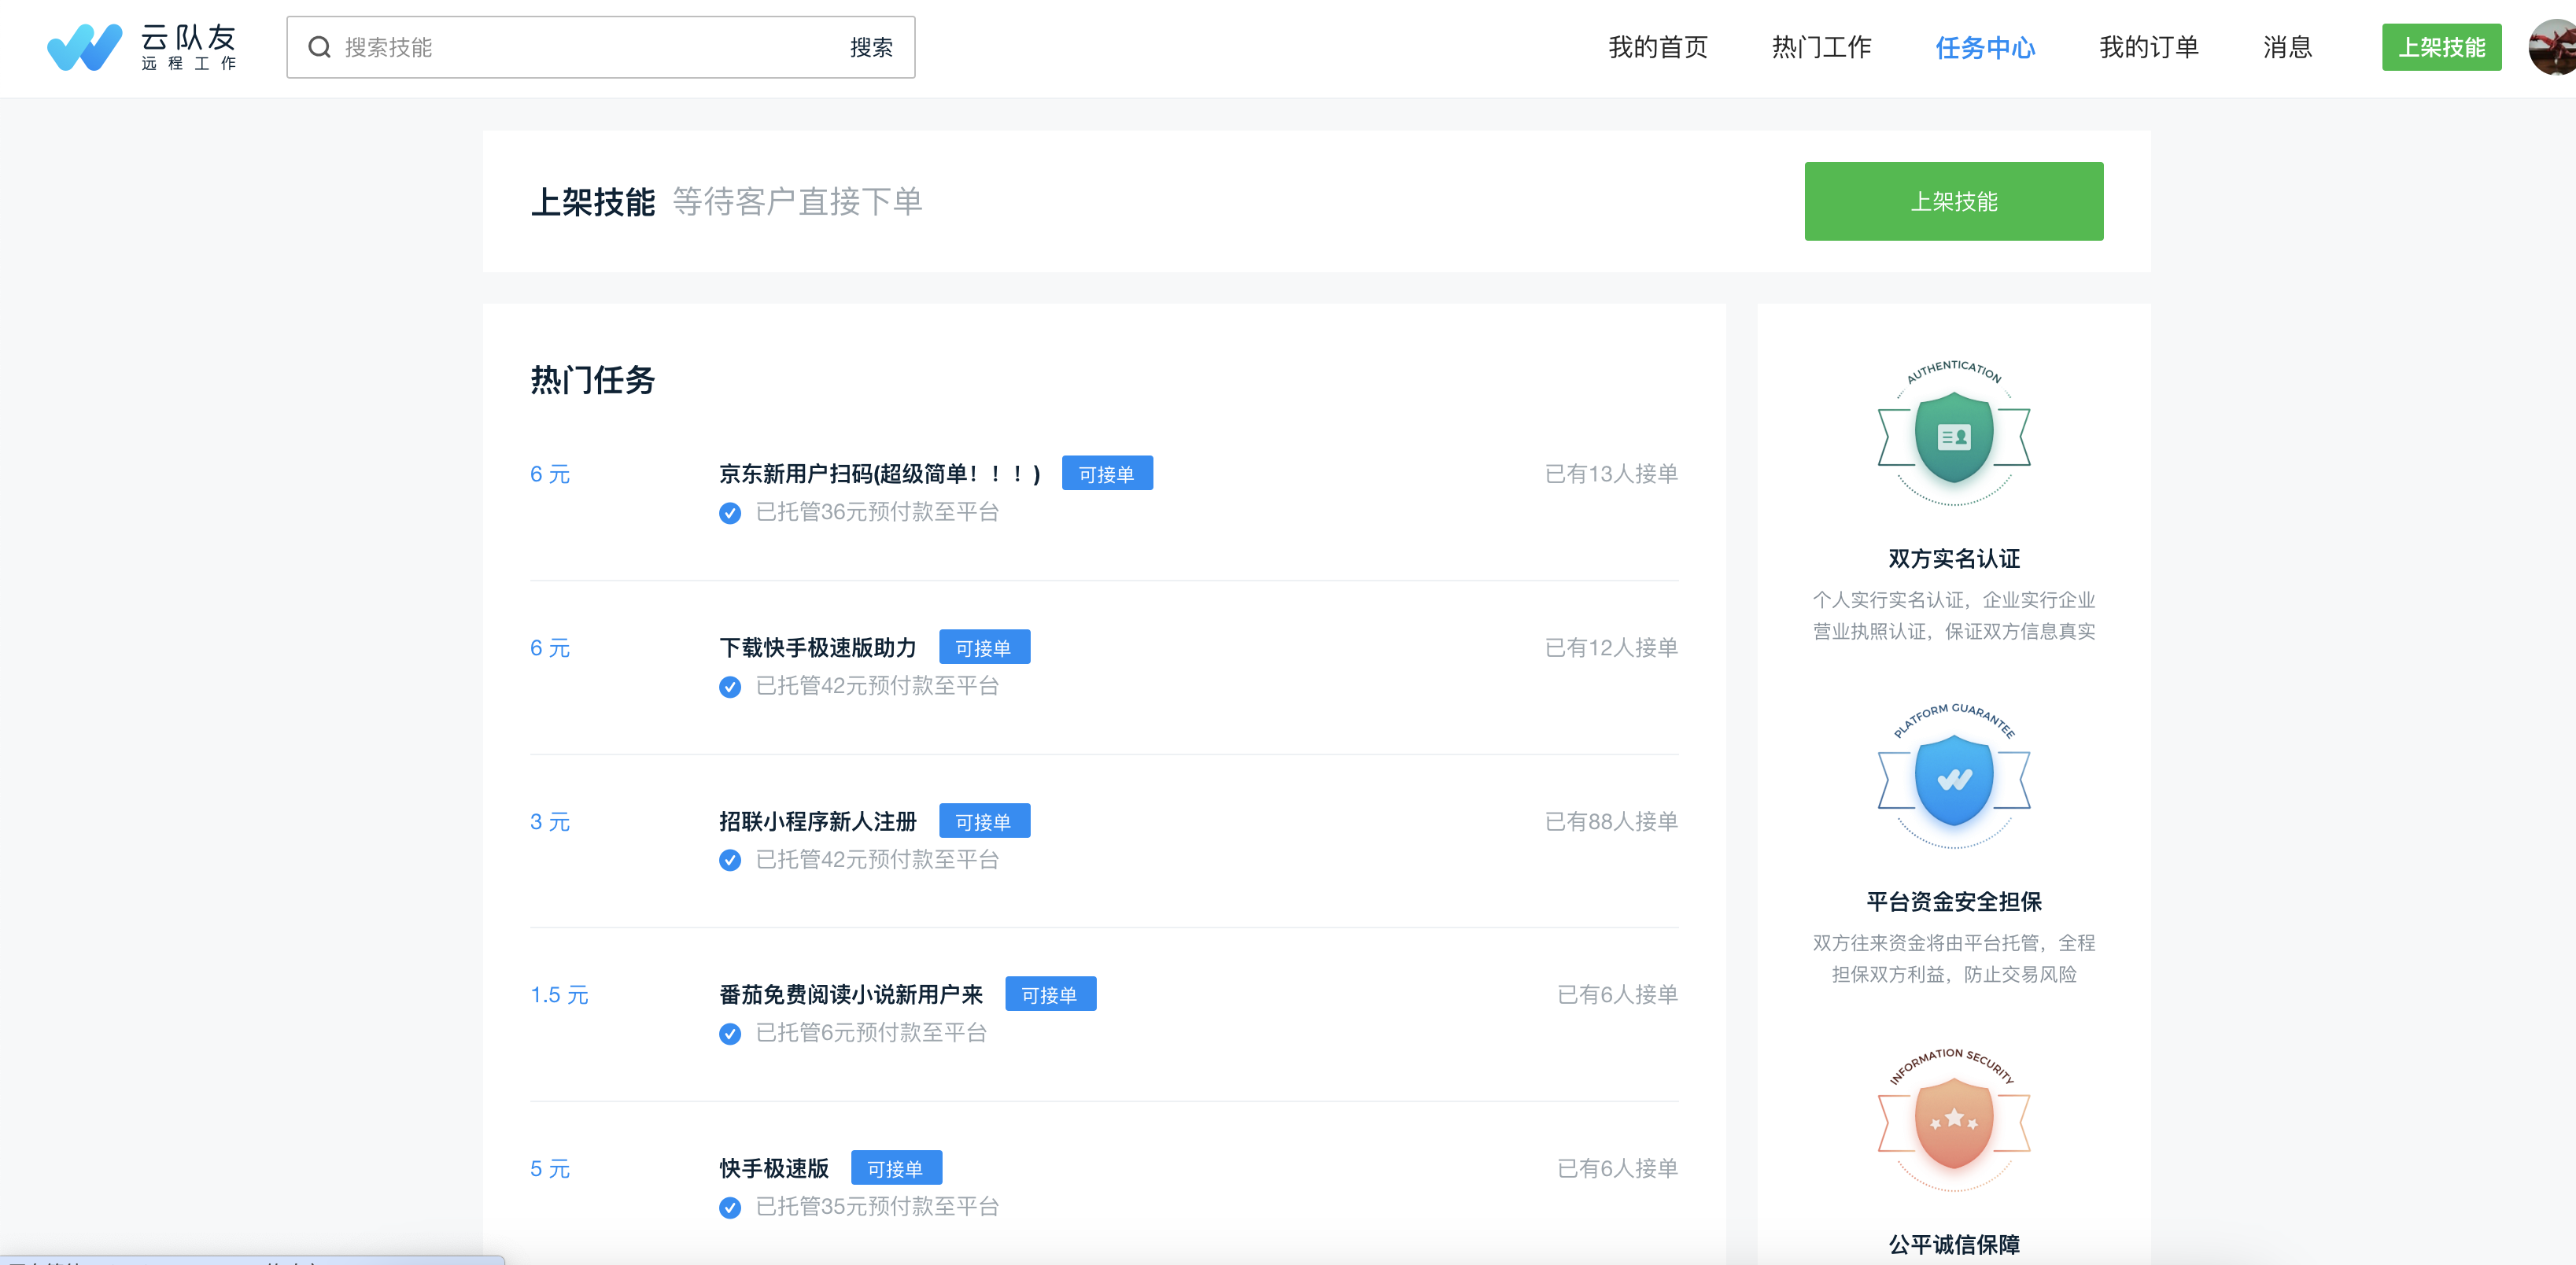 云队友
远程工作
搜索技能
搜索
我的首页
热门工作
任务中心
我的订单
消息
上架技能
上架技能 等待客户直接下单
上架技能
热门任务
6 元
京东新用户扫码(超级简单！！！)
可接单
已有13人接单
已托管36元预付款至平台
6 元
下载快手极速版助力
可接单
已有12人接单
已托管42元预付款至平台
3 元
招联小程序新人注册
可接单
已有88人接单
已托管42元预付款至平台
1.5 元
番茄免费阅读小说新用户来
可接单
已有6人接单
已托管6元预付款至平台
5 元
快手极速版
可接单
已有6人接单
已托管35元预付款至平台
AUTHENTICATION
双方实名认证
个人实行实名认证，企业实行企业
营业执照认证，保证双方信息真实
PLATFORM GUARANTEE
平台资金安全担保
双方往来资金将由平台托管，全程
担保双方利益，防止交易风险
INFORMATION SECURITY
公平诚信保障